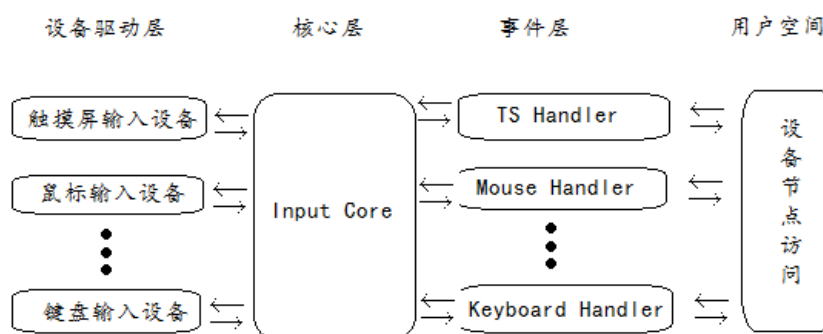 设备驱动层 核心层 事件层 用户空间
触摸屏输入设备 TS Handler
鼠标输入设备 Mouse Handler
Input Core
键盘输入设备 Keyboard Handler
设备节点访问